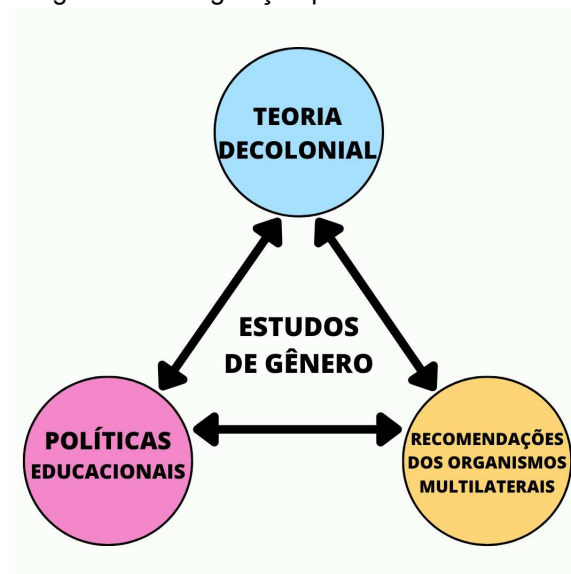 TEORIA
DECOLONIAL
ESTUDOS
DE GÊNERO
POLÍTICAS
EDUCACIONAIS
RECOMENDAÇÕES
DOS ORGANISMOS
MULTILATERAIS